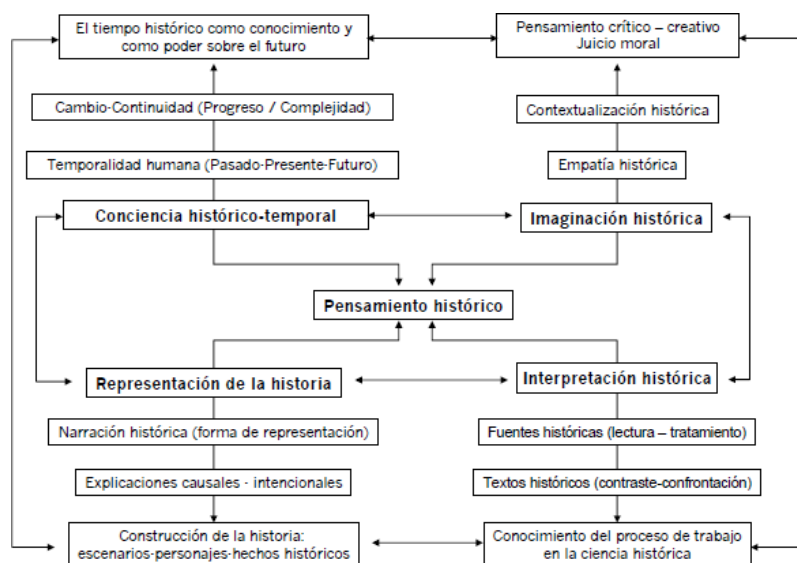 El tiempo histórico como conocimiento y
como poder sobre el futuro
Pensamiento crítico – creativo
Juicio moral
Cambio-Continuidad (Progreso / Complejidad)
Contextualización histórica
Temporalidad humana (Pasado-Presente-Futuro)
Empatía histórica
Conciencia histórico-temporal
Imaginación histórica
Pensamiento histórico
Representación de la historia
Interpretación histórica
Narración histórica (forma de representación)
Fuentes históricas (lectura – tratamiento)
Explicaciones causales - intencionales
Textos históricos (contraste-confrontación)
Construcción de la historia:
escenarios-personajes-hechos históricos
Conocimiento del proceso de trabajo
en la ciencia histórica